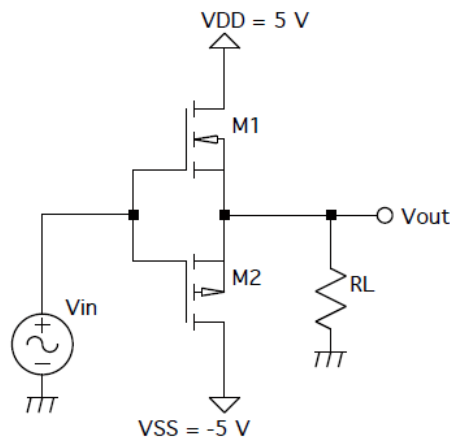 VDD = 5 V
M1
Vout
M2
RL
Vin
VSS = -5 V